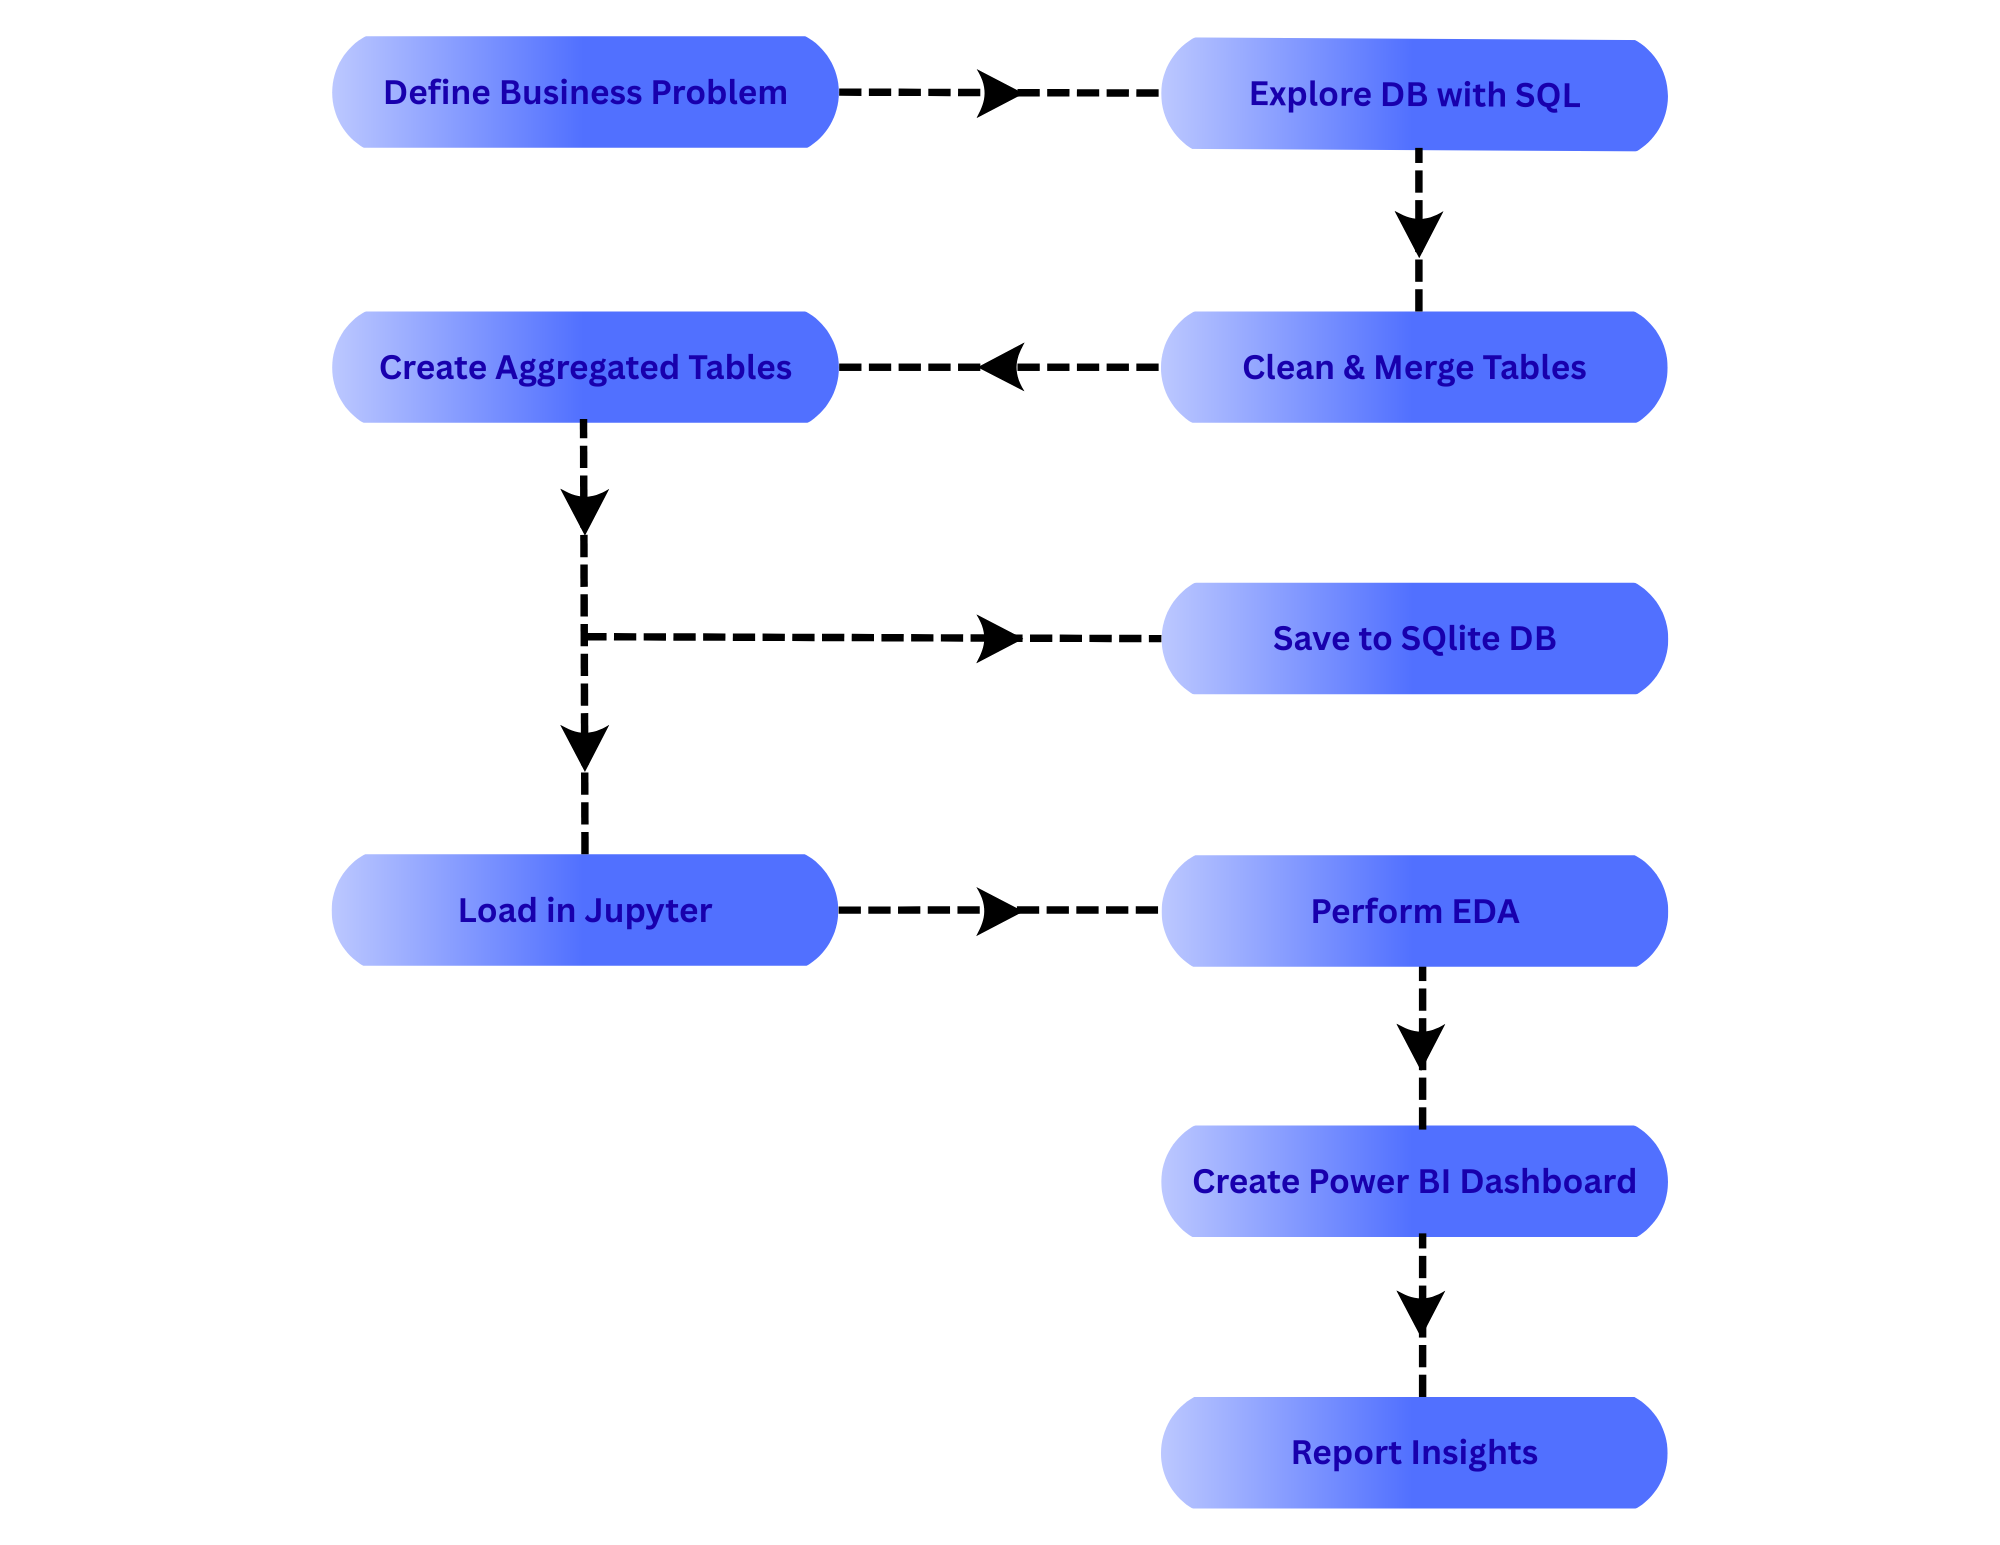 Define Business Problem
Explore DB with SQL
Create Aggregated Tables
Clean & Merge Tables
Save to SQlite DB
Load in Jupyter
Perform EDA
Create Power BI Dashboard
Report Insights